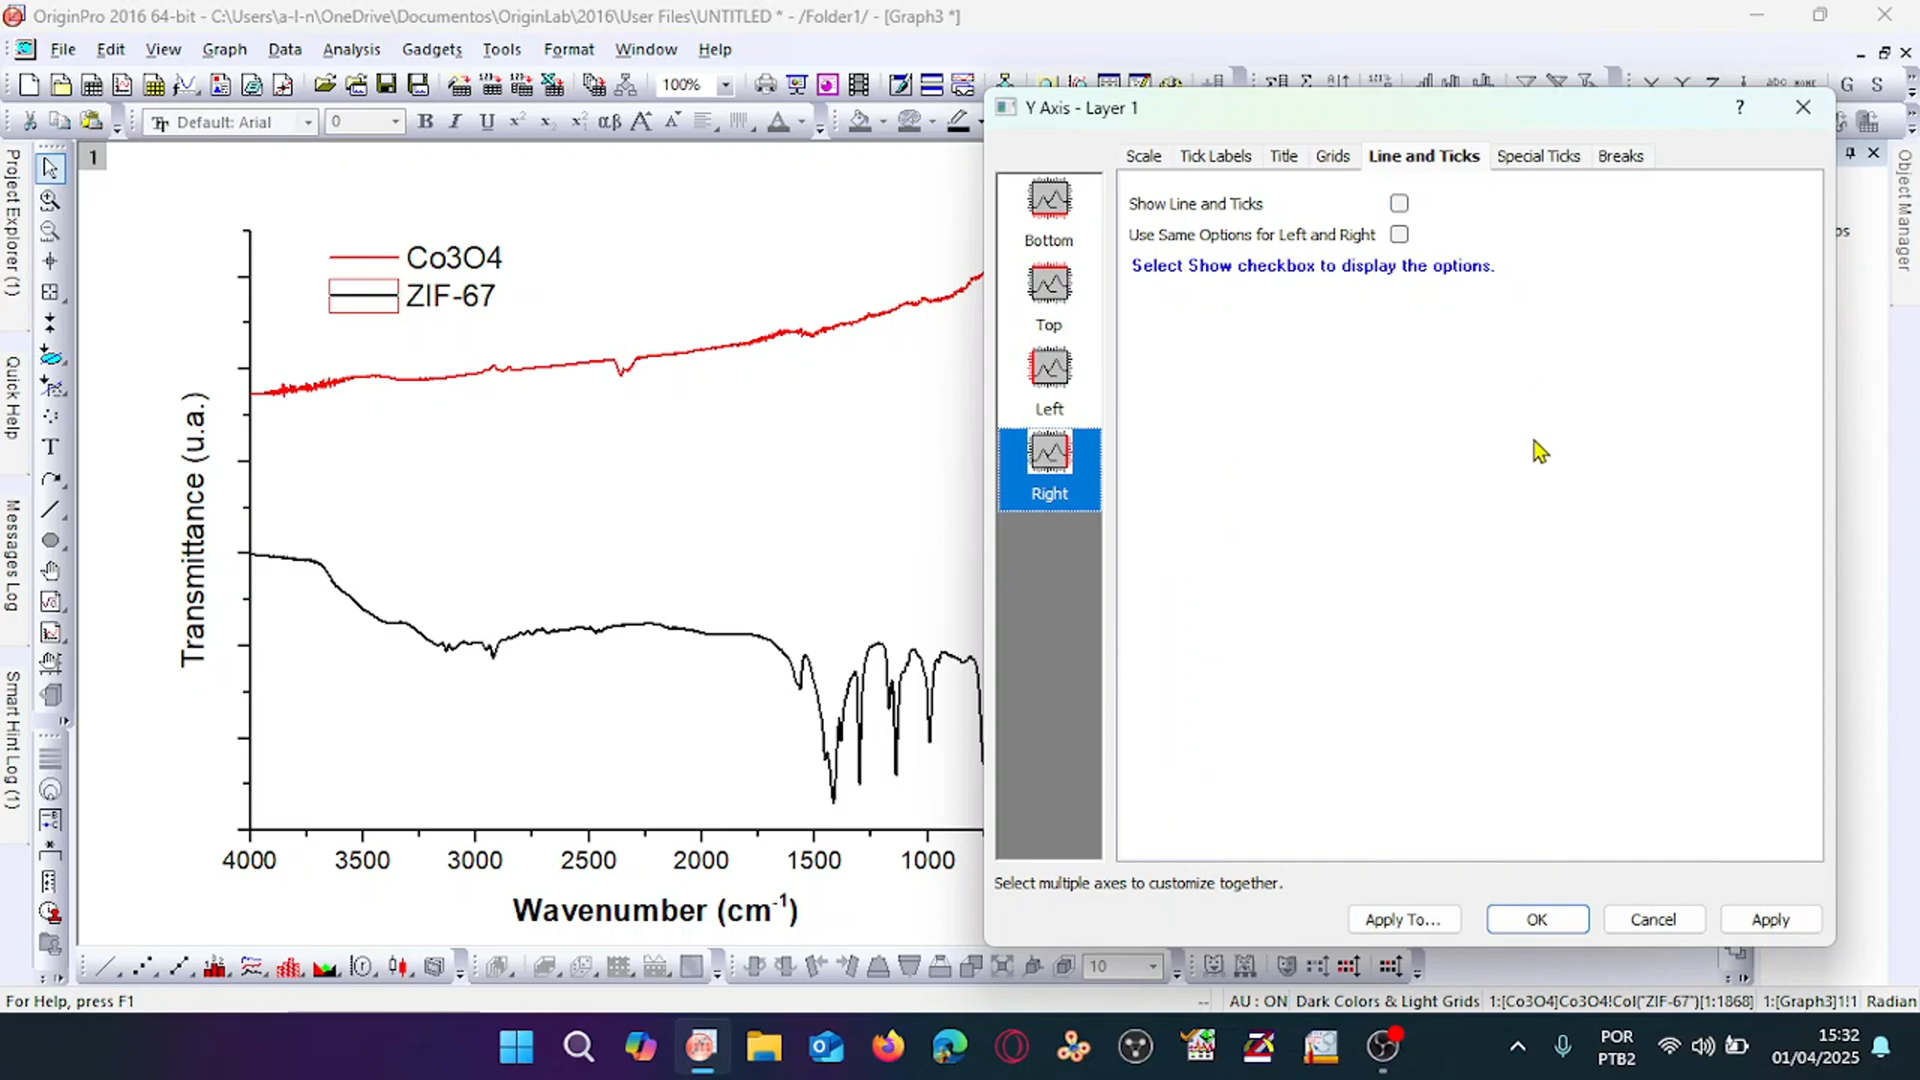 OriginPro 2016 64-bit - C:\Users\a-l-n\OneDrive\Documentos\OriginLab\2016\User Files\UNTITLED * - /Folder1/ - [Graph3 *]
File Edit View Graph Data Analysis Gadgets Tools Format Window Help
100%
Default: Arial 0 B I U αβ A
1
Y Axis - Layer 1
?
Scale Tick Labels Title Grids Line and Ticks Special Ticks Breaks
Show Line and Ticks
Use Same Options for Left and Right
Select Show checkbox to display the options.
Bottom
Top
Left
Right
Select multiple axes to customize together.
Apply To... OK Cancel Apply
Project Explorer (1)
Quick Help
Messages Log
Smart Hint Log (1)
Object Manager
Co3O4
ZIF-67
Transmittance (u.a.)
4000 3500 3000 2500 2000 1500 1000
Wavenumber (cm⁻¹)
10
For Help, press F1
-- AU : ON Dark Colors & Light Grids 1:[Co3O4]Co3O4!Col("ZIF-67")[1:1868] 1:[Graph3]1!1 Radian
POR
PTB2
15:32
01/04/2025